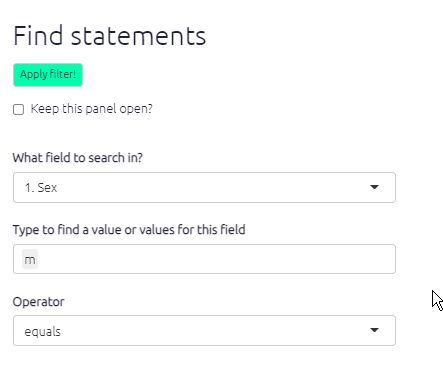 Find statements
Apply filter!
Keep this panel open?
What field to search in?
1. Sex
Type to find a value or values for this field
m
Operator
equals